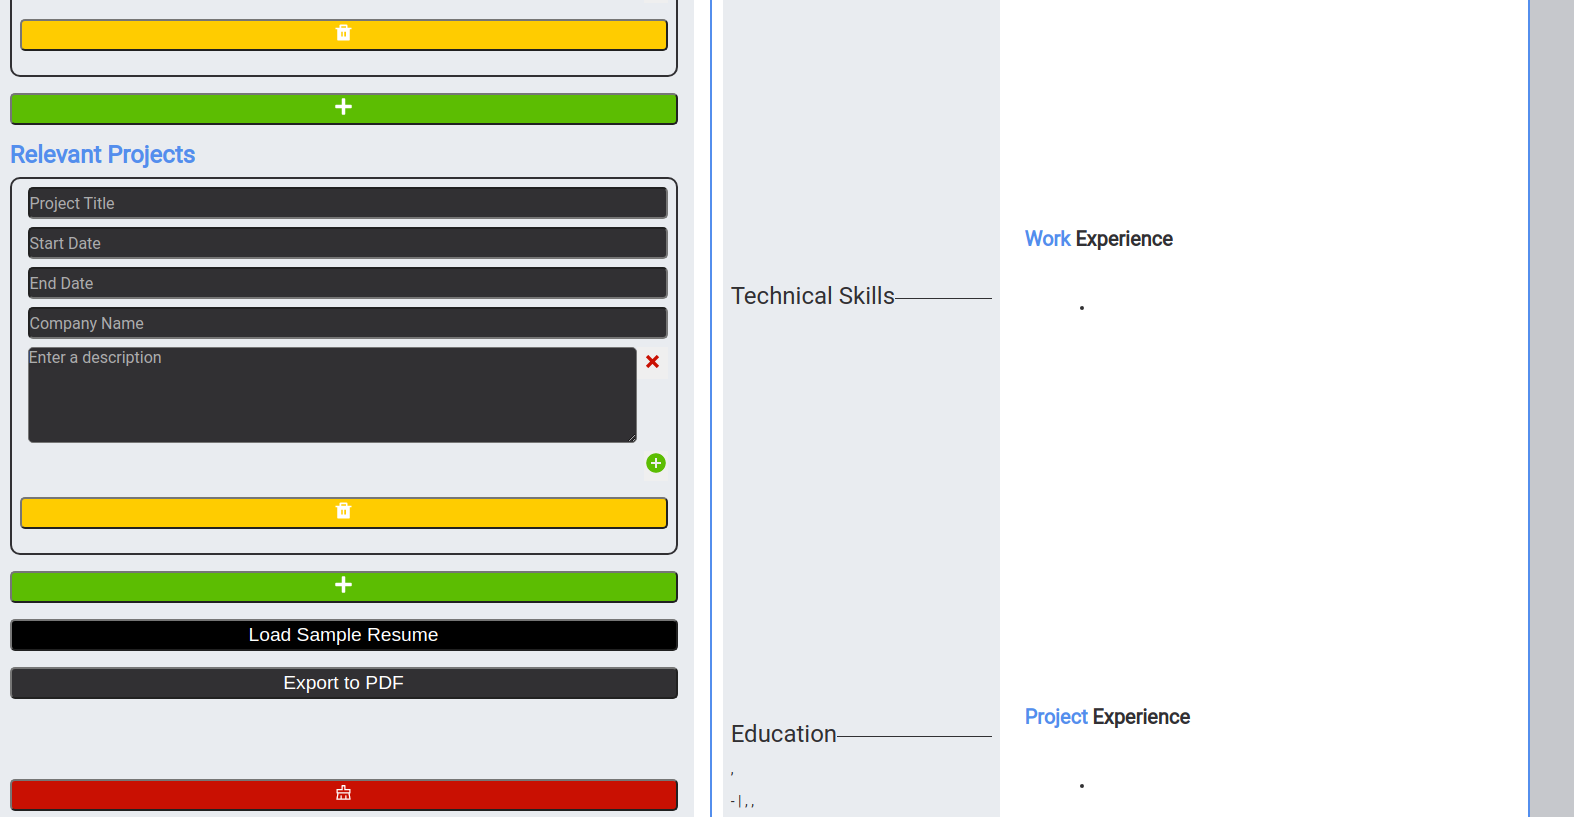 Relevant Projects
Project Title
Start Date
End Date
Company Name
Enter a description
Load Sample Resume
Export to PDF
Technical Skills
Education
,
-|,,
Work Experience
•
Project Experience
•